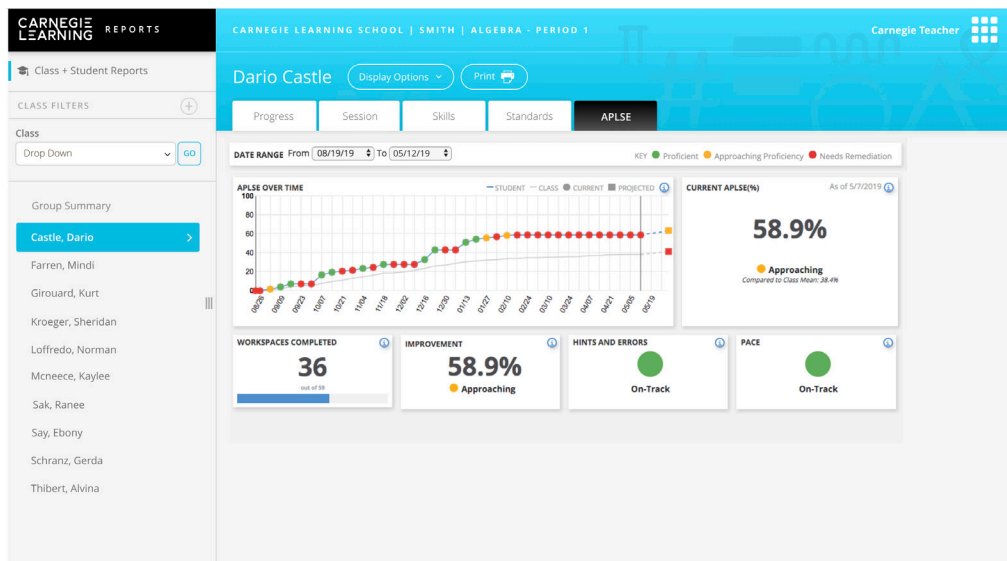 CARNEGIE
LEARNING
REPORTS
CARNEGIE LEARNING SCHOOL | SMITH | ALGEBRA - PERIOD 1
Carnegie Teacher
Class + Student Reports
CLASS FILTERS
Class
Drop Down
GO
Group Summary
Castle, Dario
Farren, Mindi
Girouard, Kurt
Kroeger, Sheridan
Loffredo, Norman
Mcneece, Kaylee
Sak, Ranee
Say, Ebony
Schranz, Gerda
Thibert, Alvina
Dario Castle
Display Options
Print
Progress
Session
Skills
Standards
APLSE
DATE RANGE From 08/19/19 To 05/12/19
KEY Proficient Approaching Proficiency Needs Remediation
APLSE OVER TIME
STUDENT CLASS CURRENT PROJECTED
100
80
60
40
20
0
08/26 09/09 09/23 10/07 10/21 11/04 11/18 12/02 12/16 12/30 01/13 01/27 02/10 02/24 03/10 03/24 04/07 04/21 05/05 05/19
CURRENT APLSE(%)
As of 5/7/2019
58.9%
Approaching
Compared to Class Mean: 38.4%
WORKSPACES COMPLETED
36
out of 59
IMPROVEMENT
58.9%
Approaching
HINTS AND ERRORS
On-Track
PACE
On-Track